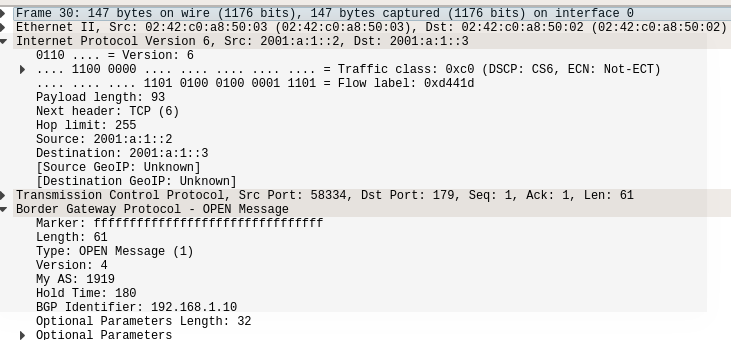 Frame 30: 147 bytes on wire (1176 bits), 147 bytes captured (1176 bits) on interface 0
Ethernet II, Src: 02:42:c0:a8:50:03 (02:42:c0:a8:50:03), Dst: 02:42:c0:a8:50:02 (02:42:c0:a8:50:02)
Internet Protocol Version 6, Src: 2001:a:1::2, Dst: 2001:a:1::3
0110 .... = Version: 6
.... 1100 0000 .... .... .... .... .... = Traffic class: 0xc0 (DSCP: CS6, ECN: Not-ECT)
.... .... .... 1101 0100 0100 0001 1101 = Flow label: 0xd441d
Payload length: 93
Next header: TCP (6)
Hop limit: 255
Source: 2001:a:1::2
Destination: 2001:a:1::3
[Source GeoIP: Unknown]
[Destination GeoIP: Unknown]
Transmission Control Protocol, Src Port: 58334, Dst Port: 179, Seq: 1, Ack: 1, Len: 61
Border Gateway Protocol - OPEN Message
Marker: ffffffffffffffffffffffffffffffff
Length: 61
Type: OPEN Message (1)
Version: 4
My AS: 1919
Hold Time: 180
BGP Identifier: 192.168.1.10
Optional Parameters Length: 32
Optional Parameters